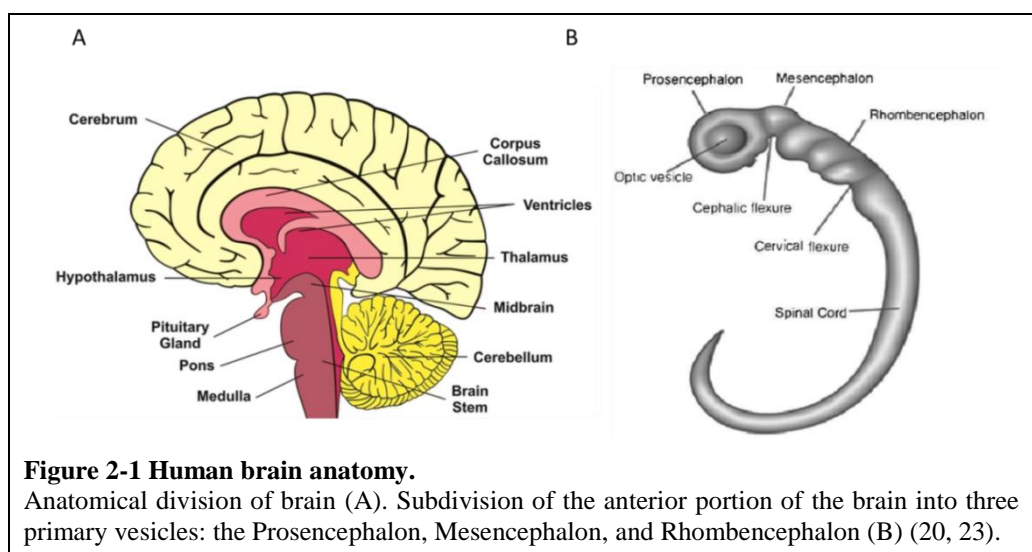 A
B
Cerebrum
Corpus
Callosum
Ventricles
Thalamus
Hypothalamus
Midbrain
Pituitary
Gland
Pons
Cerebellum
Medulla
Brain
Stem
Prosencephalon
Mesencephalon
Rhombencephalon
Optic vesicle
Cephalic flexure
Cervical flexure
Spinal Cord
Figure 2-1 Human brain anatomy.
Anatomical division of brain (A). Subdivision of the anterior portion of the brain into three
primary vesicles: the Prosencephalon, Mesencephalon, and Rhombencephalon (B) (20, 23).